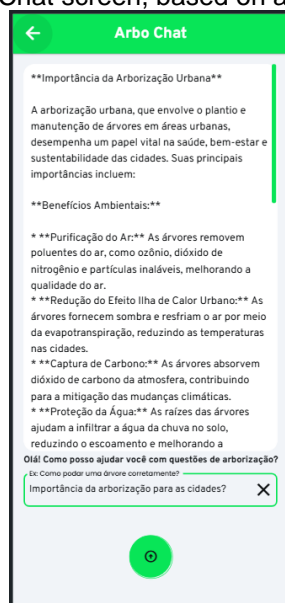 Chat screen, based on a
Arbo Chat
**Importância da Arborização Urbana**
A arborização urbana, que envolve o plantio e
manutenção de árvores em áreas urbanas,
desempenha um papel vital na saúde, bem-estar e
sustentabilidade das cidades. Suas principais
importâncias incluem:
**Benefícios Ambientais:**
* **Purificação do Ar:** As árvores removem
poluentes do ar, como ozônio, dióxido de
nitrogênio e partículas inaláveis, melhorando a
qualidade do ar.
* **Redução do Efeito Ilha de Calor Urbano:** As
árvores fornecem sombra e resfriam o ar por meio
da evapotranspiração, reduzindo as temperaturas
nas cidades.
* **Captura de Carbono:** As árvores absorvem
dióxido de carbono da atmosfera, contribuindo
para a mitigação das mudanças climáticas.
* **Proteção da Água:** As raízes das árvores
ajudam a infiltrar a água da chuva no solo,
reduzindo o escoamento e melhorando a
Olá! Como posso ajudar você com questões de arborização?
Ex: Como podar uma árvore corretamente?
Importância da arborização para as cidades?